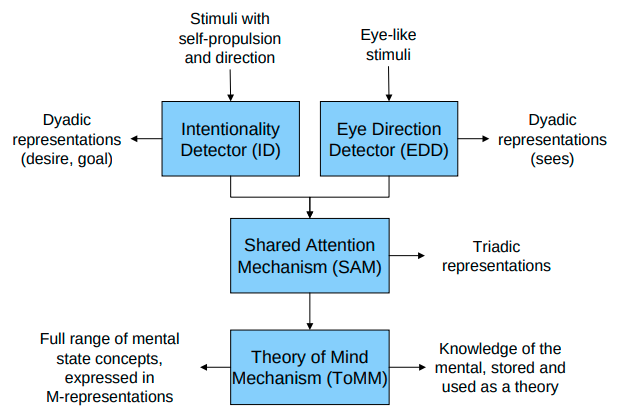 Stimuli with
self-propulsion
and direction
Eye-like
stimuli
Dyadic
representations
(desire, goal)
Intentionality
Detector (ID)
Eye Direction
Detector (EDD)
Dyadic
representations
(sees)
Shared Attention
Mechanism (SAM)
Triadic
representations
Full range of mental
state concepts,
expressed in
M-representations
Theory of Mind
Mechanism (ToMM)
Knowledge of the
mental, stored and
used as a theory